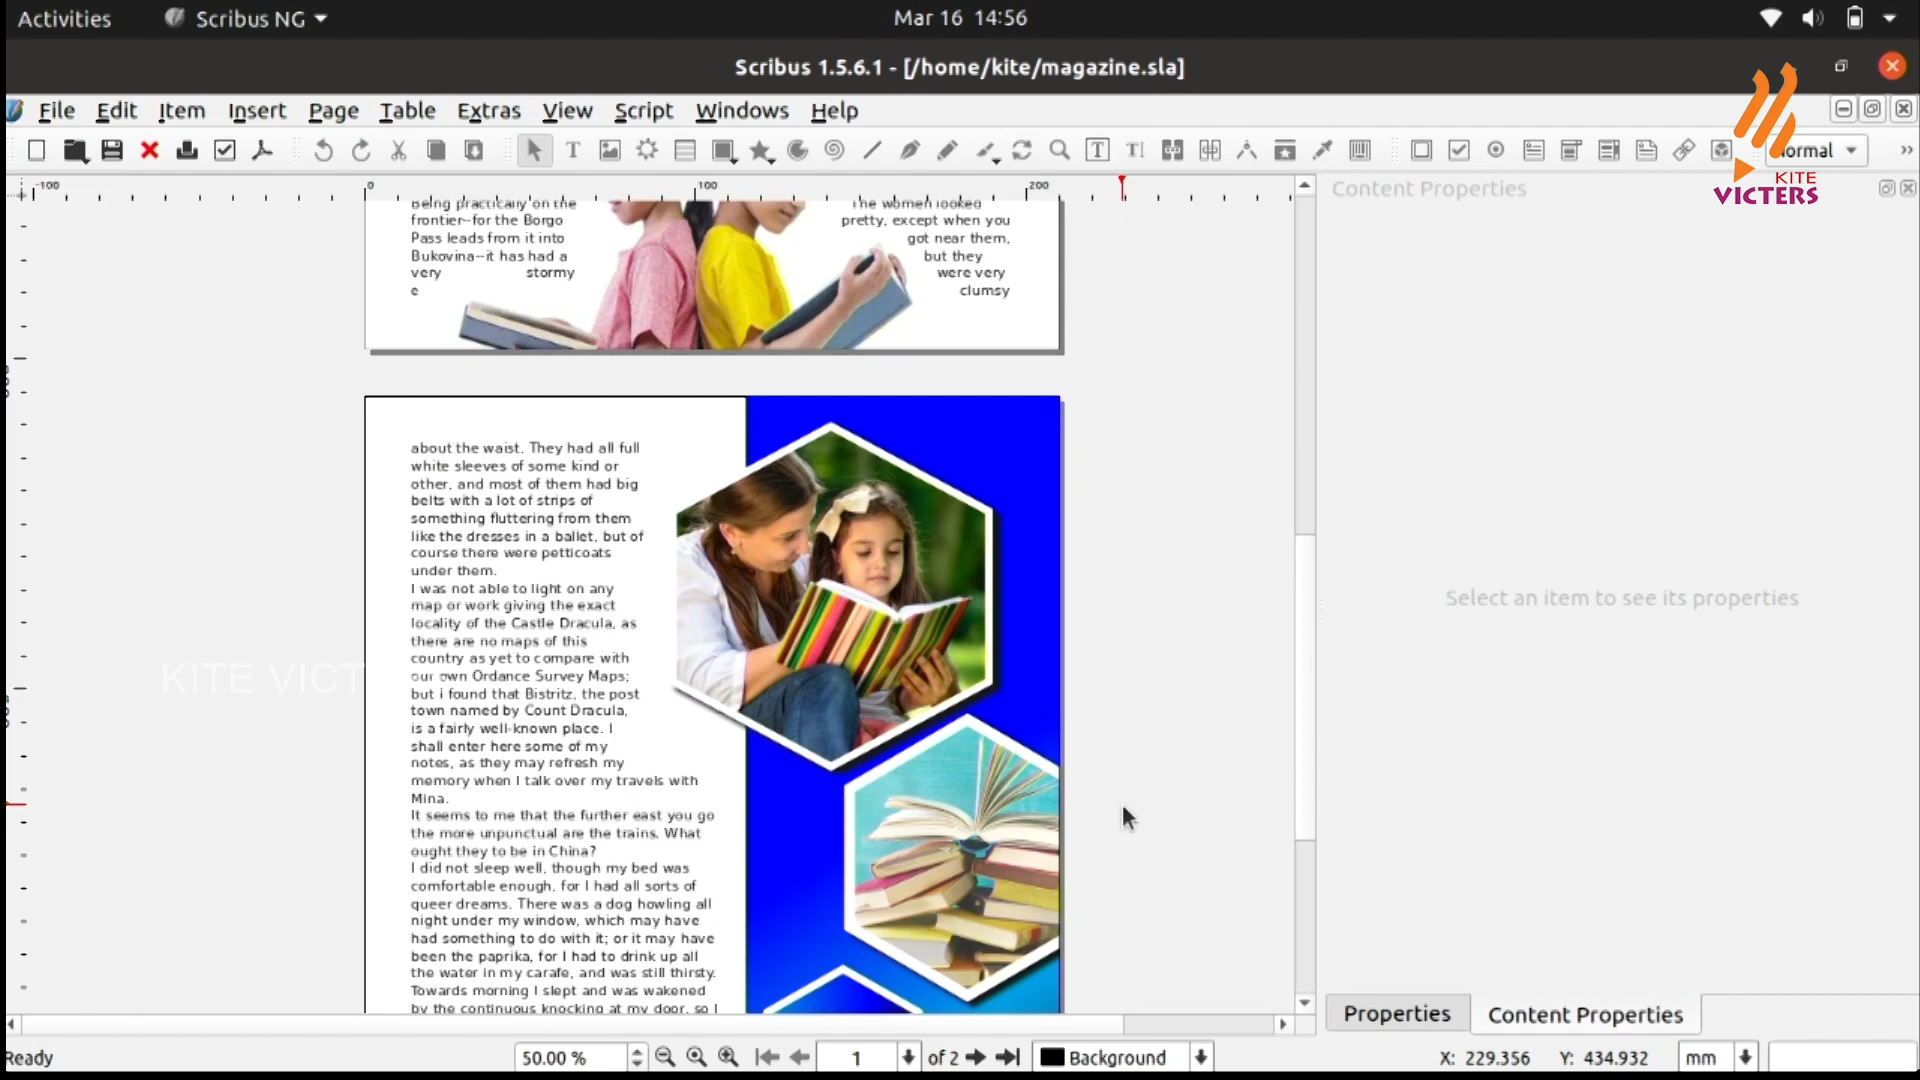 Activities
Scribus NG
Mar 16 14:56
Scribus 1.5.6.1 - [/home/kite/magazine.sla]
File Edit Item Insert Page Table Extras View Script Windows Help
KITE
VICTERS
-100
0
100
200
Content Properties
being practically on the
frontier--for the Borgo
Pass leads from it into
Bukovina--it has had a
very stormy
e
The women looked
pretty, except when you
got near them,
but they
were very
clumsy
about the waist. They had all full
white sleeves of some kind or
other, and most of them had big
belts with a lot of strips of
something fluttering from them
like the dresses in a ballet, but of
course there were petticoats
under them.
I was not able to light on any
map or work giving the exact
locality of the Castle Dracula, as
there are no maps of this
country as yet to compare with
our own Ordance Survey Maps;
but i found that Bistritz, the post
town named by Count Dracula,
is a fairly well-known place. I
shall enter here some of my
notes, as they may refresh my
memory when I talk over my travels with
Mina.
It seems to me that the further east you go
the more unpunctual are the trains. What
ought they to be in China?
I did not sleep well, though my bed was
comfortable enough, for I had all sorts of
queer dreams. There was a dog howling all
night under my window, which may have
had something to do with it; or it may have
been the paprika, for I had to drink up all
the water in my carafe, and was still thirsty.
Towards morning I slept and was wakened
by the continuous knocking at my door, so I
KITE VICT
Select an item to see its properties
Properties
Content Properties
Ready
50.00 %
1
of 2
Background
X: 229.356 Y: 434.932
mm